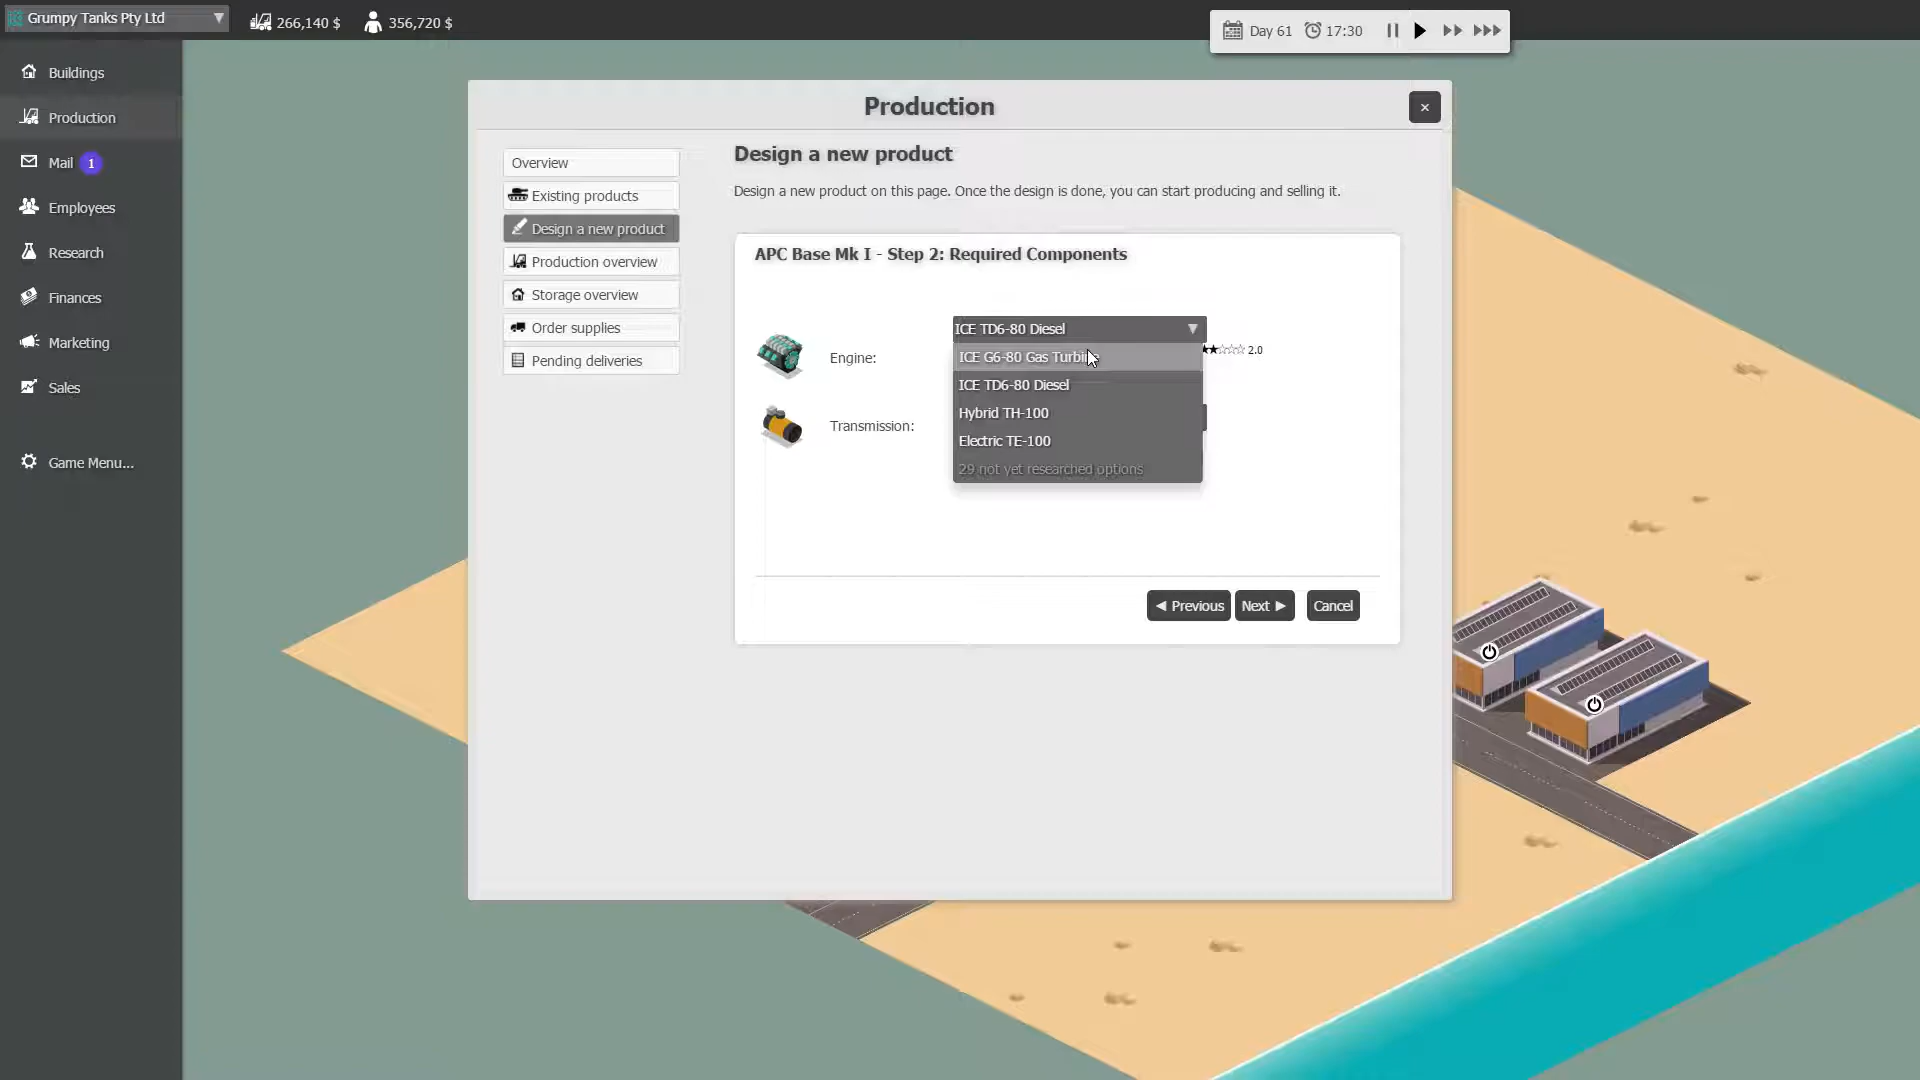 Grumpy Tanks Pty Ltd
266,140 $
356,720 $
Day 61
17:30
Buildings
Production
Mail 1
Employees
Research
Finances
Marketing
Sales
Game Menu...
Production
Overview
Existing products
Design a new product
Production overview
Storage overview
Order supplies
Pending deliveries
Design a new product
Design a new product on this page. Once the design is done, you can start producing and selling it.
APC Base Mk I - Step 2: Required Components
Engine:
ICE TD6-80 Diesel
ICE G6-80 Gas Turbine
ICE TD6-80 Diesel
Hybrid TH-100
Electric TE-100
29 not yet researched options
2.0
Transmission:
Previous
Next
Cancel